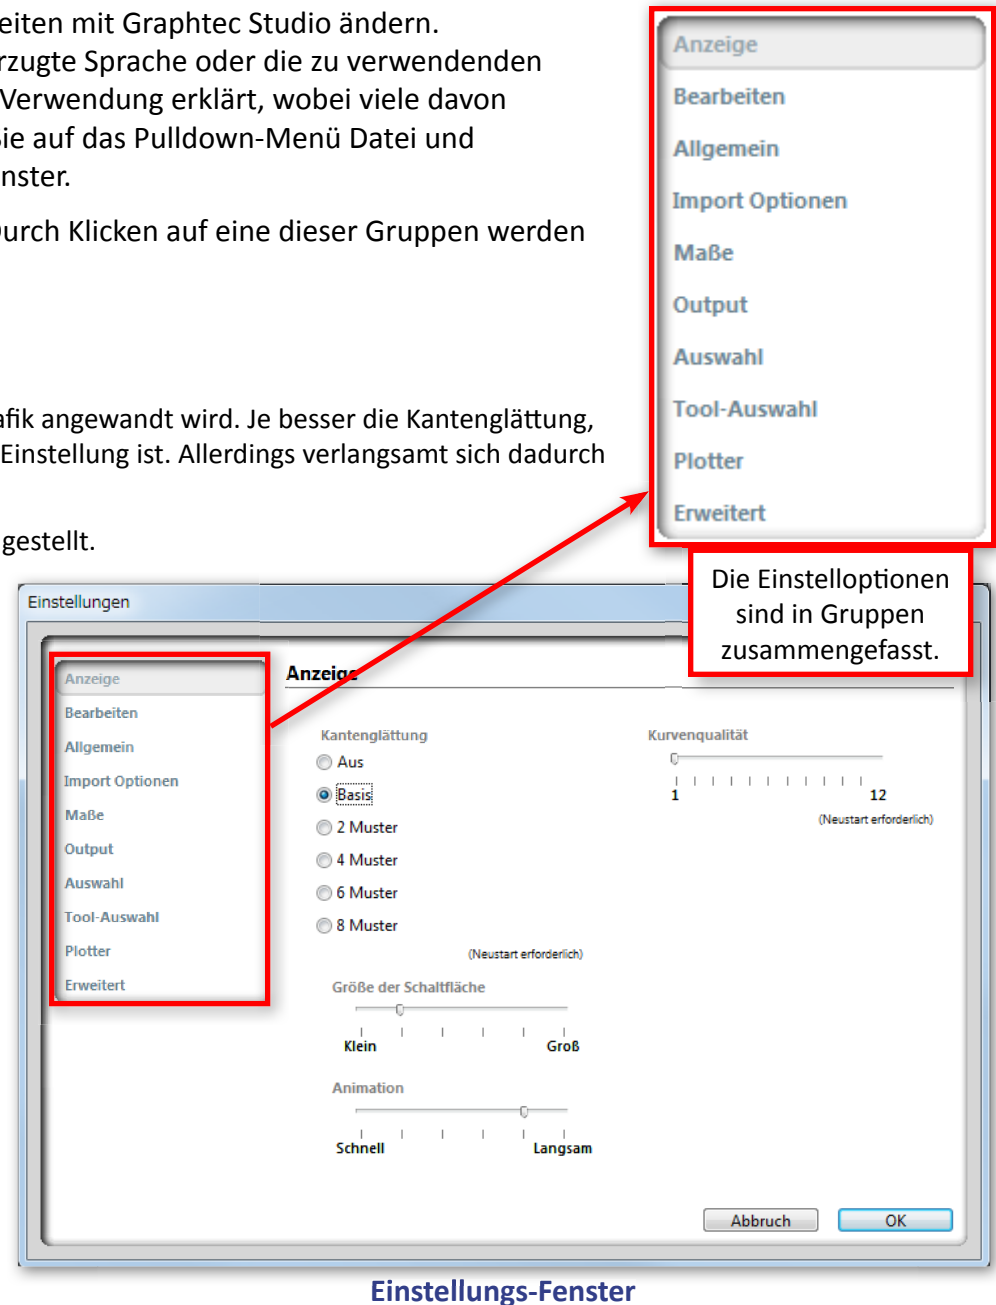 eiten mit Graphtec Studio ändern.
rzugte Sprache oder die zu verwendenden
Verwendung erklärt, wobei viele davon
ie auf das Pulldown-Menü Datei und
nster.
Durch Klicken auf eine dieser Gruppen werden
afik angewandt wird. Je besser die Kantenglättung,
Einstellung ist. Allerdings verlangsamt sich dadurch
gestellt.
Anzeige
Bearbeiten
Allgemein
Import Optionen
Maße
Output
Auswahl
Tool-Auswahl
Plotter
Erweitert
Die Einstelloptionen
sind in Gruppen
zusammengefasst.
Einstellungen
Anzeige
Bearbeiten
Allgemein
Import Optionen
Maße
Output
Auswahl
Tool-Auswahl
Plotter
Erweitert
Anzeige
Kantenglättung
Aus
Basis
2 Muster
4 Muster
6 Muster
8 Muster
(Neustart erforderlich)
Größe der Schaltfläche
Klein Groß
Animation
Schnell Langsam
Kurvenqualität
1 12
(Neustart erforderlich)
Abbruch OK
Einstellungs-Fenster